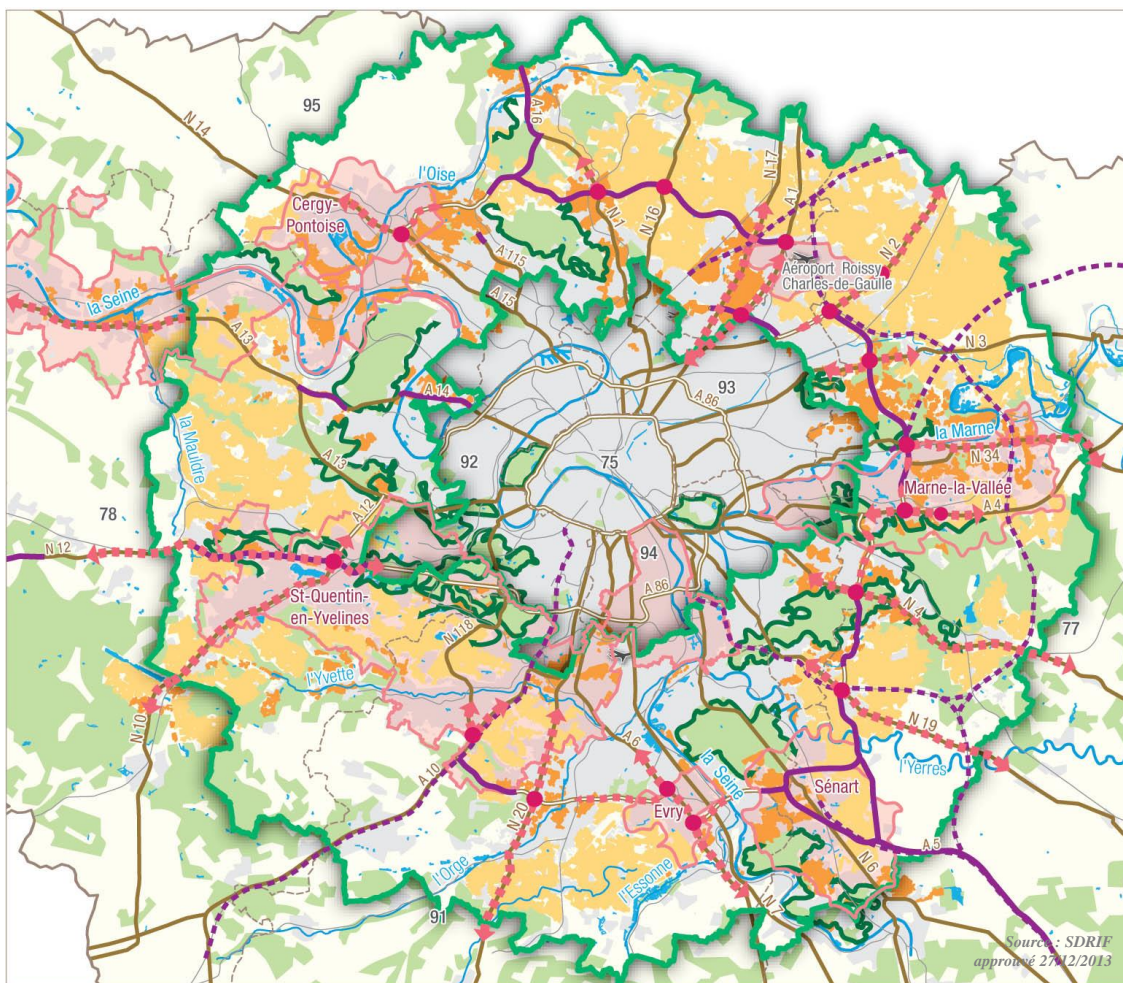 95
N 14
A 16
l'Oise
Cergy-
Pontoise
N 1
N 16
N 17
A 1
N 2
A 115
A 15
Aéroport Roissy
Charles-de-Gaulle
la Seine
A 13
N 3
A 14
A 86
93
la Mauldre
la Marne
N 34
92
75
A 13
Marne-la-Vallée
78
A 12
A 4
N 12
94
A 86
St-Quentin-
en-Yvelines
N 118
N 4
77
l'Yvette
N 10
N 19
A 6
la Seine
l'Yerres
A 10
Sénart
Evry
N 20
A 5
l'Orge
l'Essonne
N 6
91
N 7
Source : SDRIF
approuvé 27/12/2013